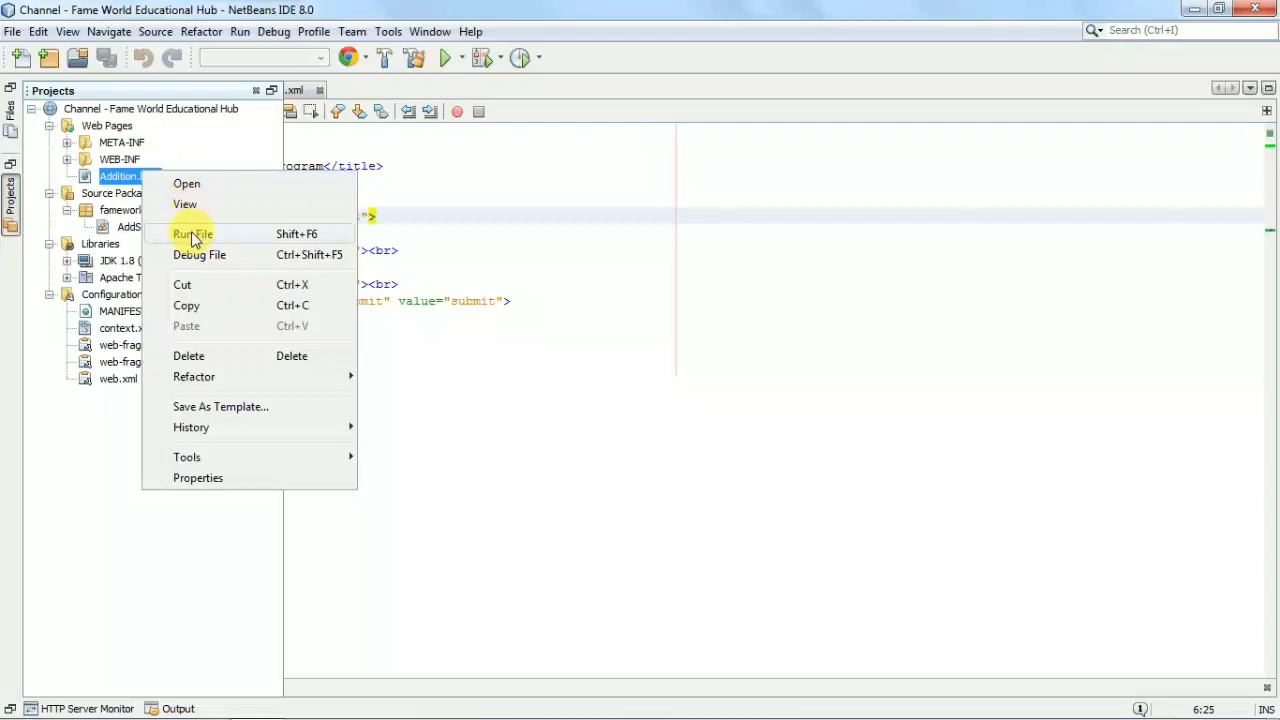 Channel - Fame World Educational Hub - NetBeans IDE 8.0
File Edit View Navigate Source Refactor Run Debug Profile Team Tools Window Help
Search (Ctrl+I)
Projects
.xml
Files
Projects
Channel - Fame World Educational Hub
Web Pages
META-INF
WEB-INF
Addition.
Source Packa
famework
AddS
Libraries
JDK 1.8 (
Apache T
Configuration
MANIFES
context.x
web-frag
web-frag
web.xml
Open
View
Run File Shift+F6
Debug File Ctrl+Shift+F5
Cut Ctrl+X
Copy Ctrl+C
Paste Ctrl+V
Delete Delete
Refactor
Save As Template...
History
Tools
Properties
ogram</title>
">
"><br>
"><br>
mit" value="submit">
HTTP Server Monitor Output
1
6:25 INS